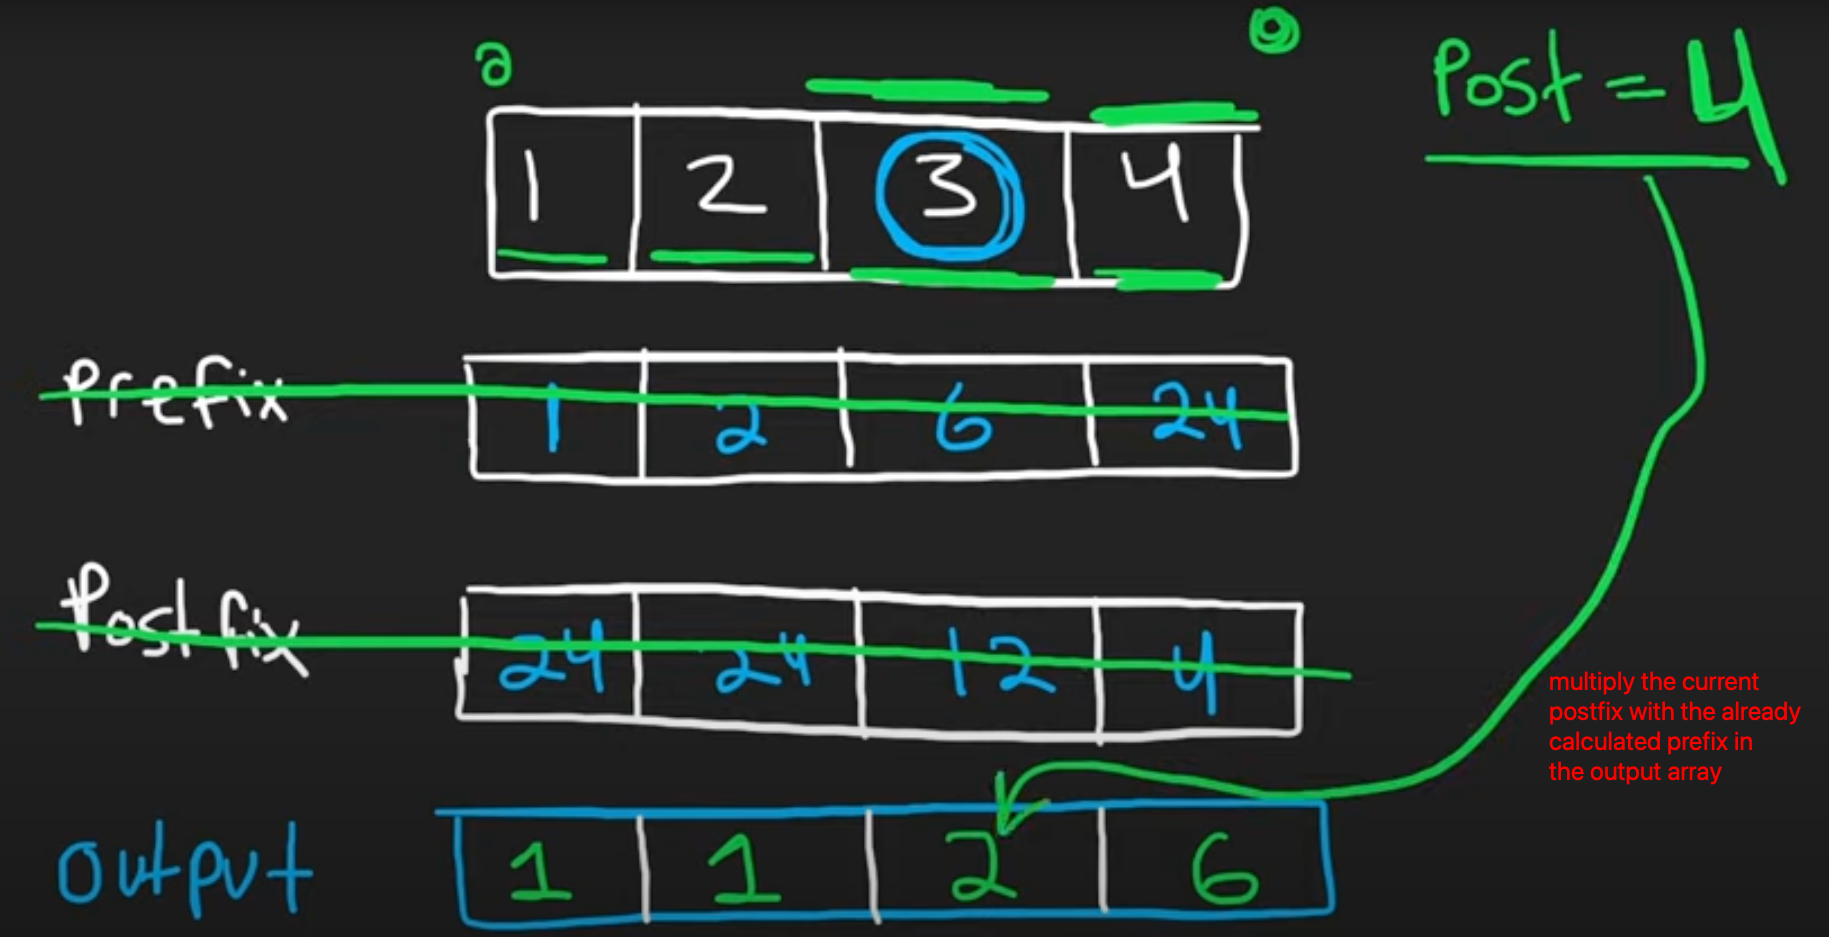 Post = 4
1 2 3 4
Prefix 1 2 6 24
Postfix 24 24 12 4
multiply the current
postfix with the already
calculated prefix in
the output array
Output 1 1 2 6